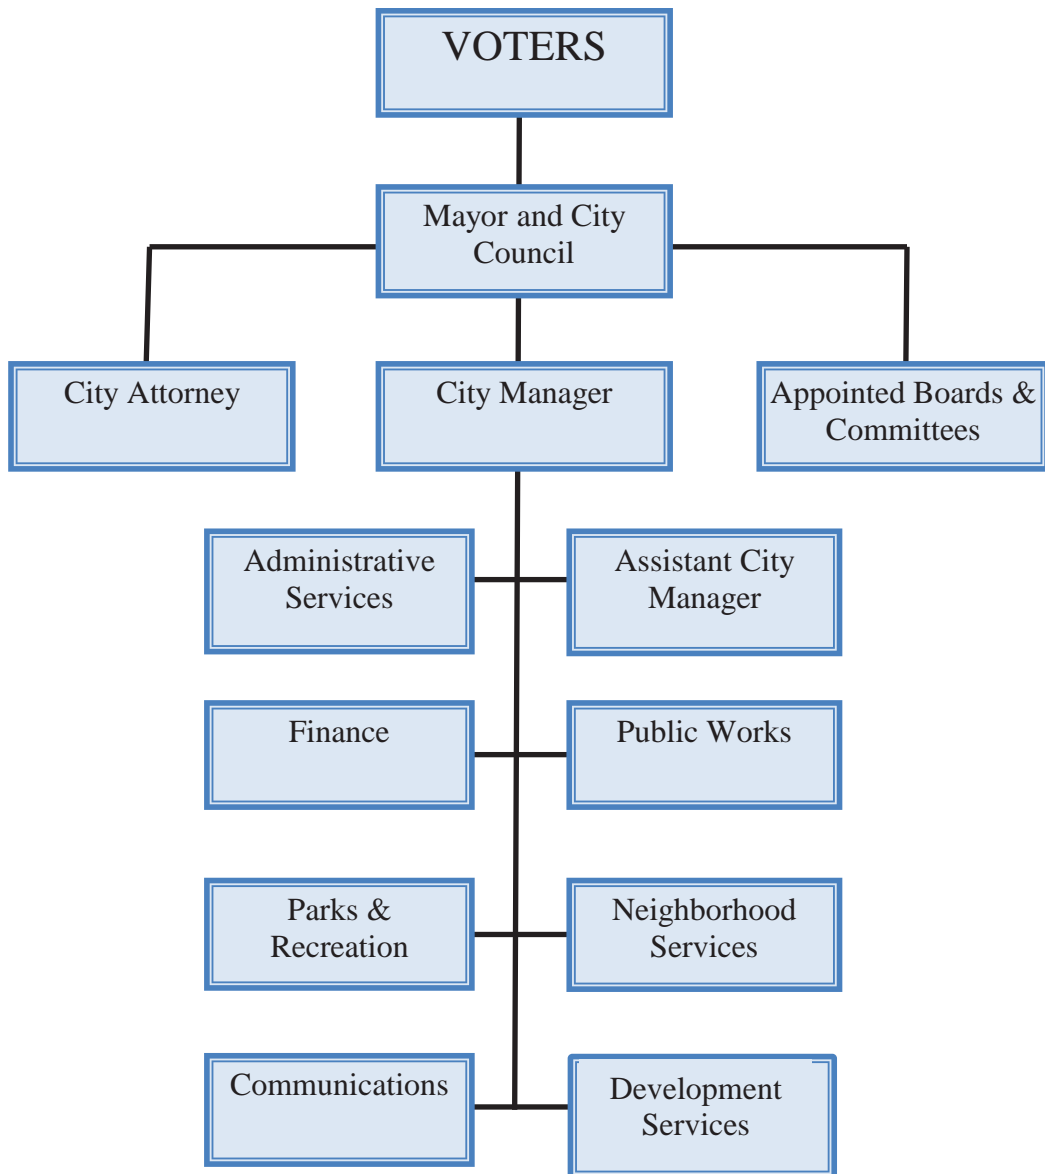 VOTERS
Mayor and City
Council
City Attorney
City Manager
Appointed Boards &
Committees
Administrative
Services
Assistant City
Manager
Finance
Public Works
Parks &
Recreation
Neighborhood
Services
Communications
Development
Services